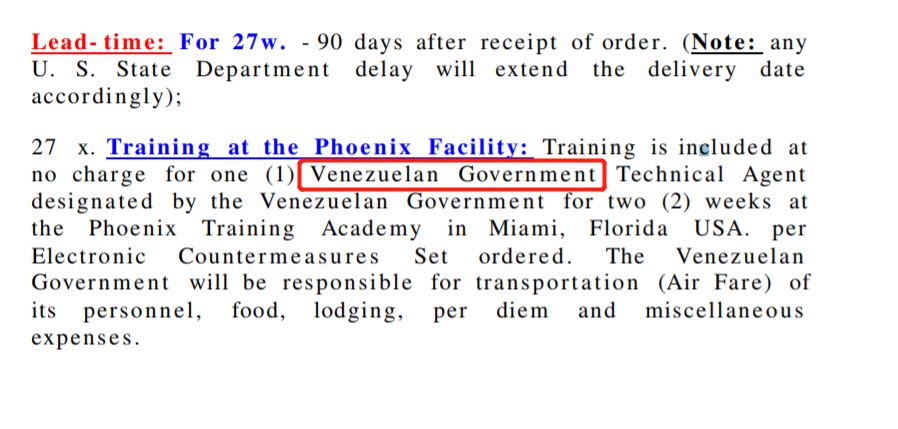 Lead-time: For 27w. - 90 days after receipt of order. (Note: any
U. S. State Department delay will extend the delivery date
accordingly);
27 x. Training at the Phoenix Facility: Training is included at
no charge for one (1) Venezuelan Government Technical Agent
designated by the Venezuelan Government for two (2) weeks at
the Phoenix Training Academy in Miami, Florida USA. per
Electronic Countermeasures Set ordered. The Venezuelan
Government will be responsible for transportation (Air Fare) of
its personnel, food, lodging, per diem and miscellaneous
expenses.